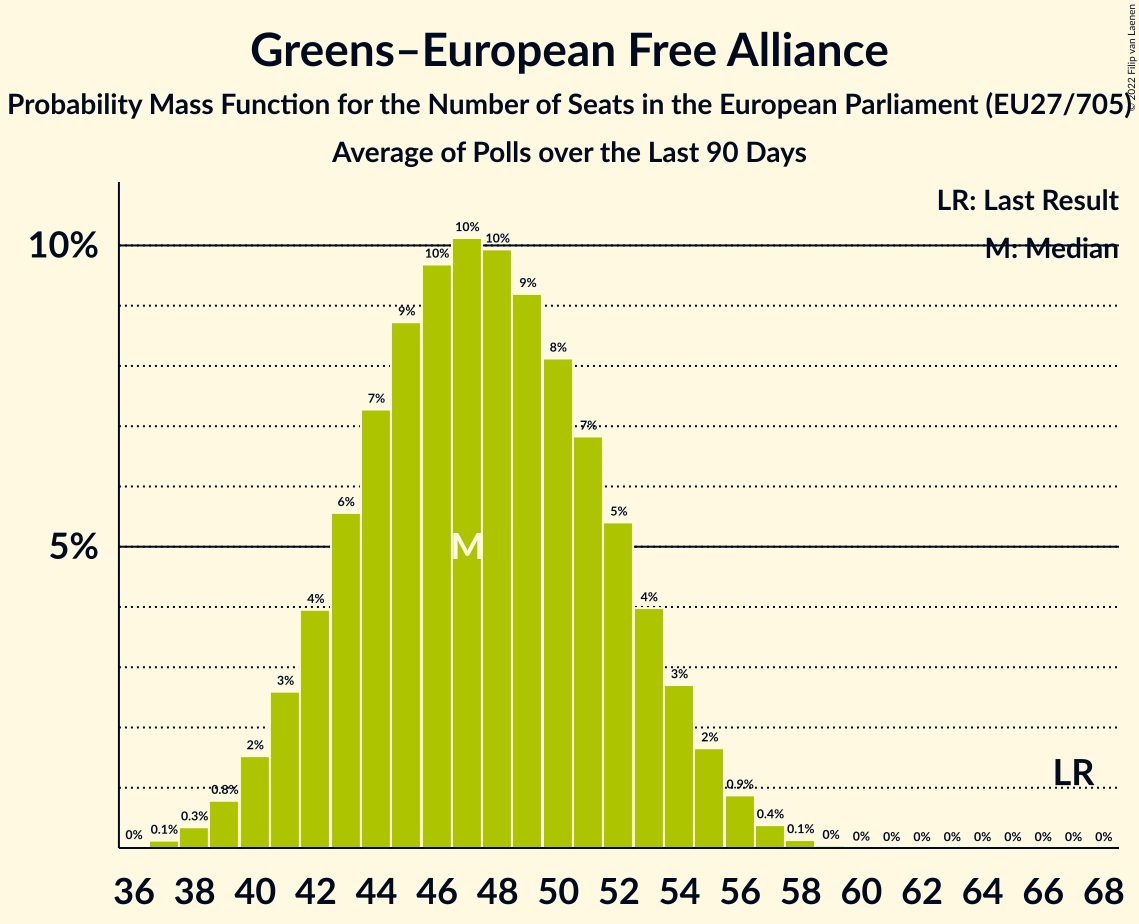 Greens–European Free Alliance
Probability Mass Function for the Number of Seats in the European Parliament (EU27/705)
Average of Polls over the Last 90 Days
© 2022 Filip van Laenen
LR: Last Result
M: Median
10%
5%
0% 0.1% 0.3% 0.8% 2% 3% 4% 6% 7% 9% 10% 10% 10% 9% 8% 7% 5% 4% 3% 2% 0.9% 0.4% 0.1% 0% 0% 0% 0% 0% 0% 0% 0% 0% 0%
M
LR
36 38 40 42 44 46 48 50 52 54 56 58 60 62 64 66 68